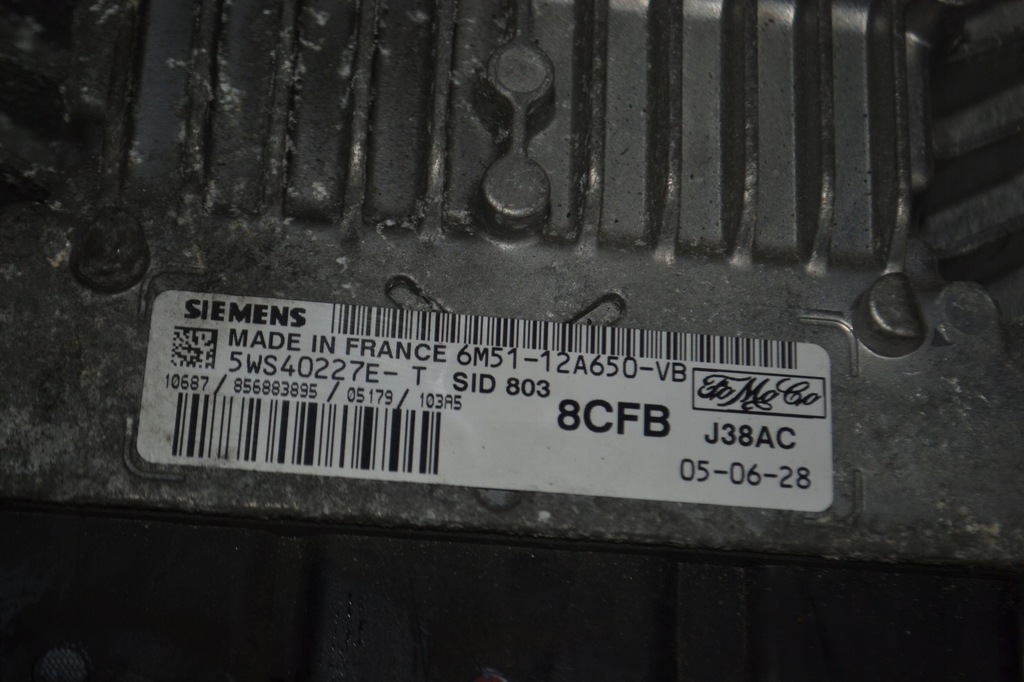 SIEMENS
MADE IN FRANCE 6M51-12A650-VB
5WS40227E- T SID 803
10687 / 856883895 / 05179 / 103A5
8CFB
FoMoCo
J38AC
05-06-28